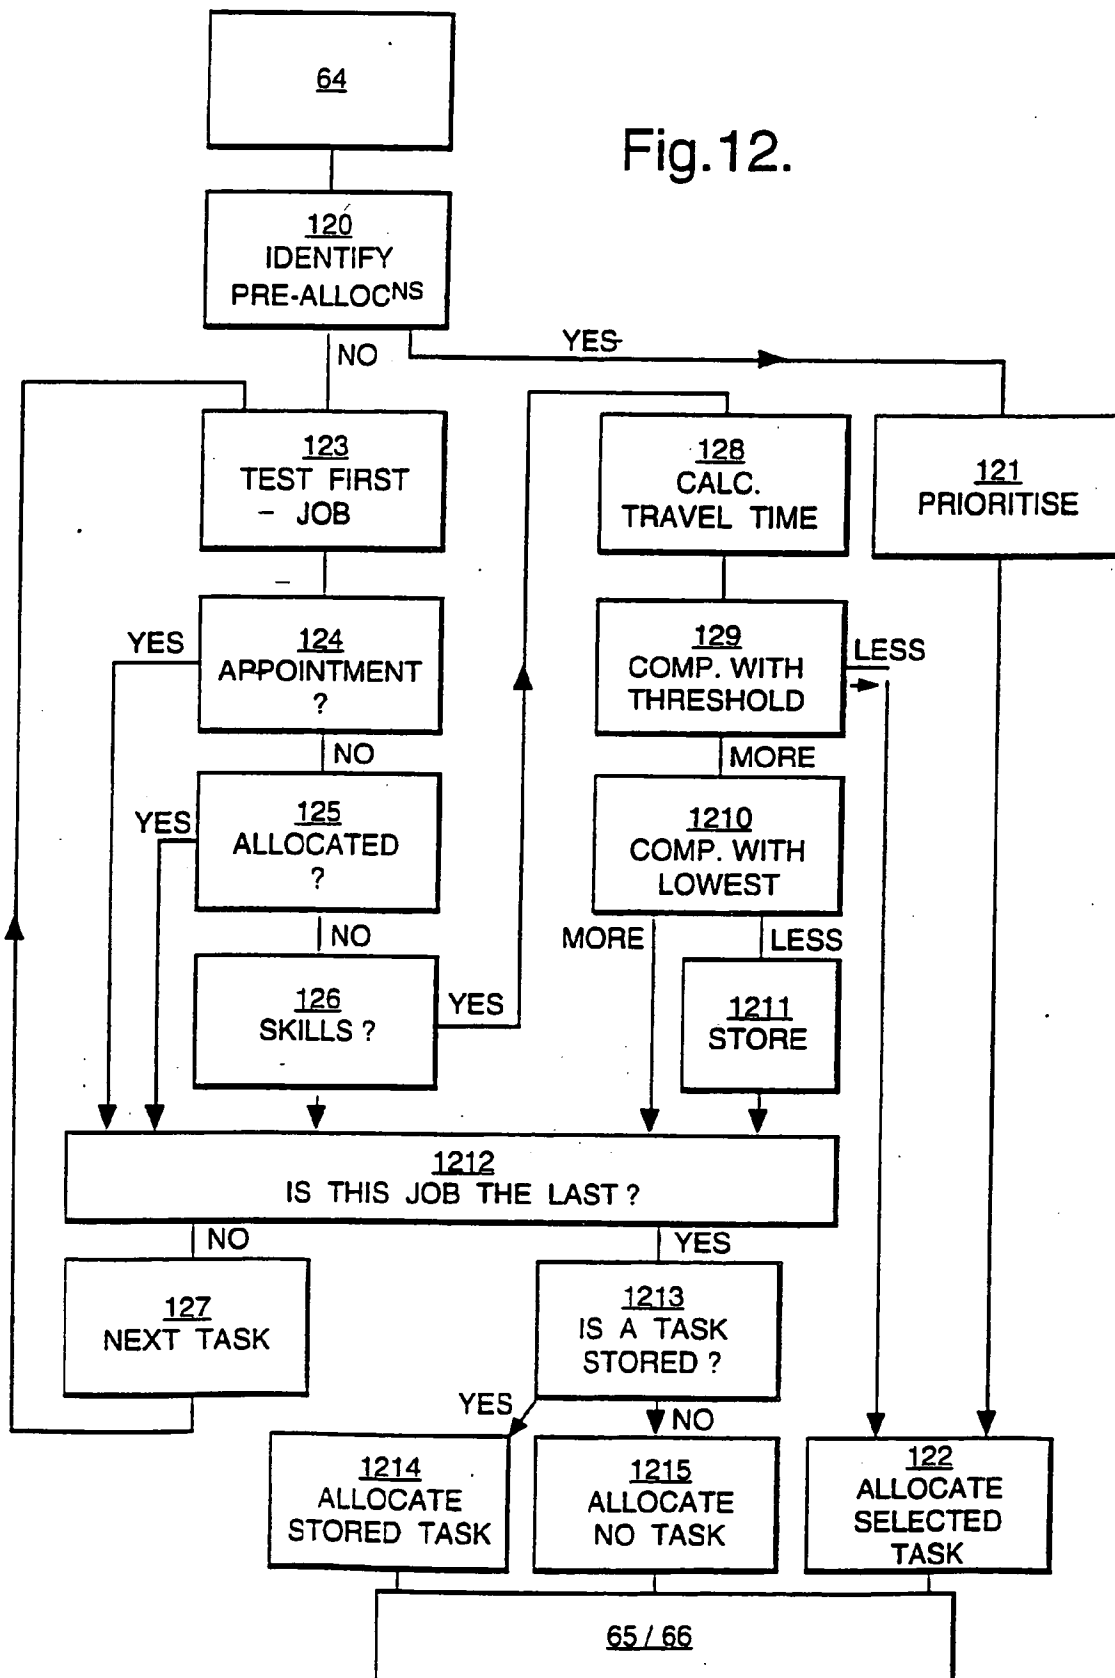 64
Fig.12.
120
IDENTIFY
PRE-ALLOCNS
NO
YES
123
TEST FIRST
JOB
128
CALC.
TRAVEL TIME
121
PRIORITISE
YES
124
APPOINTMENT
?
129
COMP. WITH
THRESHOLD
LESS
NO
MORE
YES
125
ALLOCATED
?
1210
COMP. WITH
LOWEST
NO
MORE
LESS
126
SKILLS ?
YES
1211
STORE
1212
IS THIS JOB THE LAST ?
NO
YES
127
NEXT TASK
1213
IS A TASK
STORED ?
YES
NO
1214
ALLOCATE
STORED TASK
1215
ALLOCATE
NO TASK
122
ALLOCATE
SELECTED
TASK
65 / 66